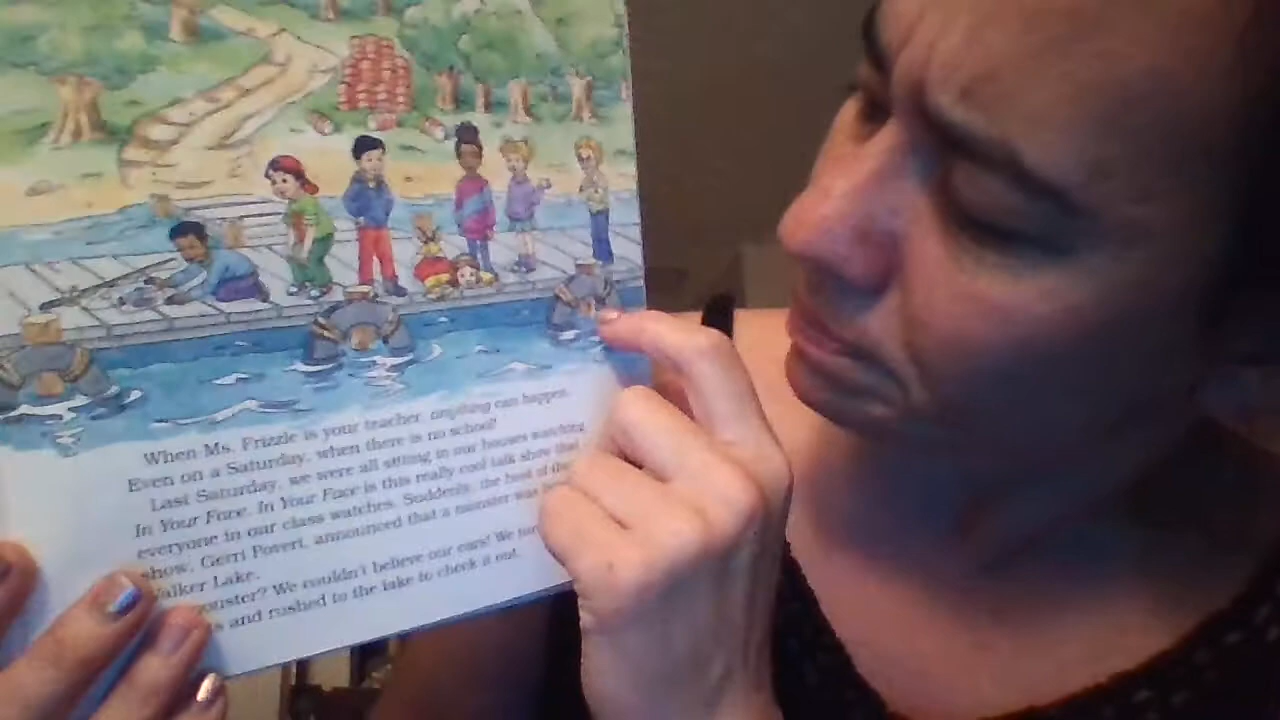 When Ms. Frizzle is your teacher, anything can happen.
Even on a Saturday, when there is no school!
Last Saturday, we were all sitting in our houses watching
In Your Face. In Your Face is this really cool talk show that
everyone in our class watches. Suddenly, the host of the
show, Gerri Poveri, announced that a monster was
Walker Lake.
We couldn't believe our ears! We
and rushed to the lake to check it out.